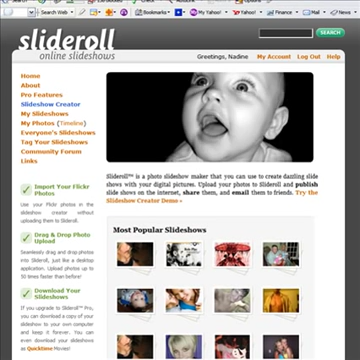 Search Web
Bookmarks
My Yahoo!
Yahoo!
Finance
slideroll
online slideshows
SEARCH
Greetings, Nadine
My Account
Log Out
Help
Home
About
Pro Features
Slideshow Creator
My Slideshows
My Photos (Timeline)
Everyone's Slideshows
Tag Your Slideshows
Community Forum
Links
Slideroll™ is a photo slideshow maker that you can use to create dazzling slide
shows with your digital pictures. Upload your photos to Slideroll and publish
slide shows on the internet, share them, and email them to friends. Try the
Slideshow Creator Demo ›
Import Your Flickr
Photos
Use your Flickr photos in the
slideshow creator without
uploading them to Slideroll.
Drag & Drop Photo
Upload
Seamlessly drag and drop photos
into Slideroll, just like a desktop
application. Upload photos up to
50 times faster than before!
Download Your
Slideshows
If you upgrade to Slideroll™ Pro,
you can download a copy of your
slideshow to your own computer
and keep it forever. You can
even download your slideshows
as Quicktime Movies!
Most Popular Slideshows